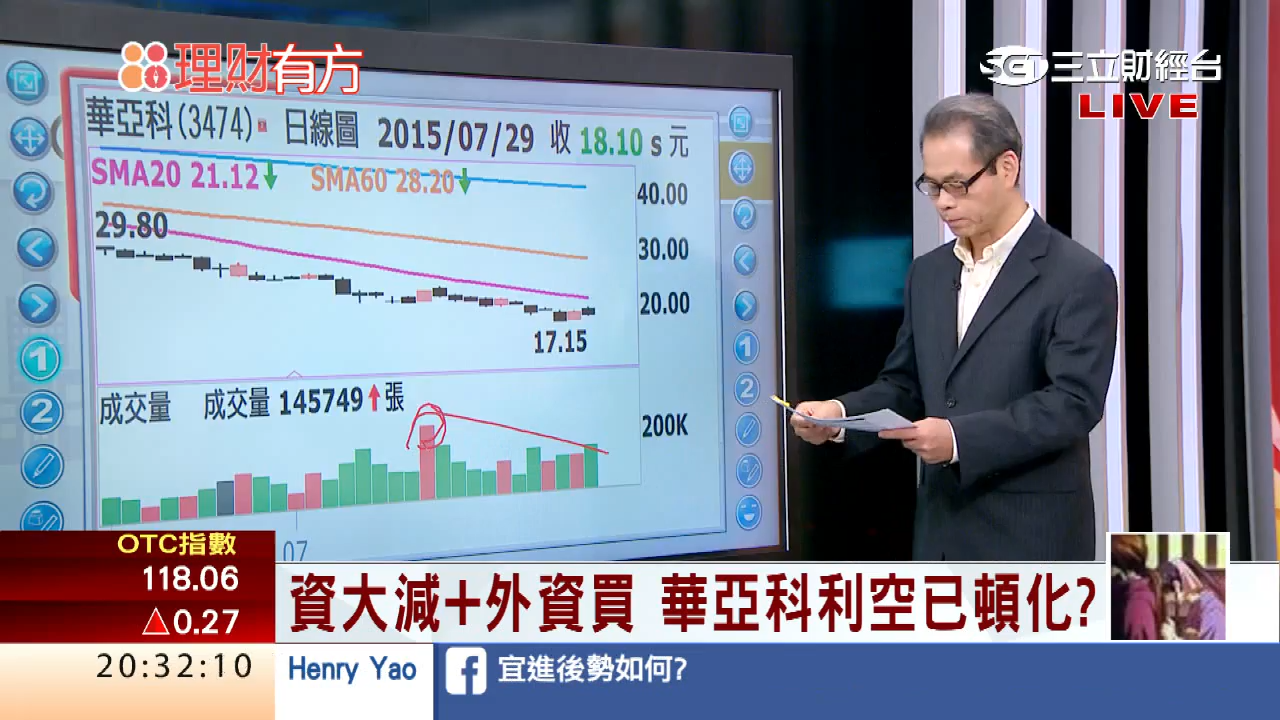 理財有方
三立財經台
LIVE
華亞科(3474) 日線圖 2015/07/29 收 18.10 s 元
SMA20 21.12↓ SMA60 28.20↓
40.00
29.80
30.00
20.00
17.15
成交量 成交量 145749↑張
200K
07
1
2
1
2
OTC指數
118.06
△0.27
資大減+外資買 華亞科利空已頓化?
20:32:10
Henry Yao
宜進後勢如何?